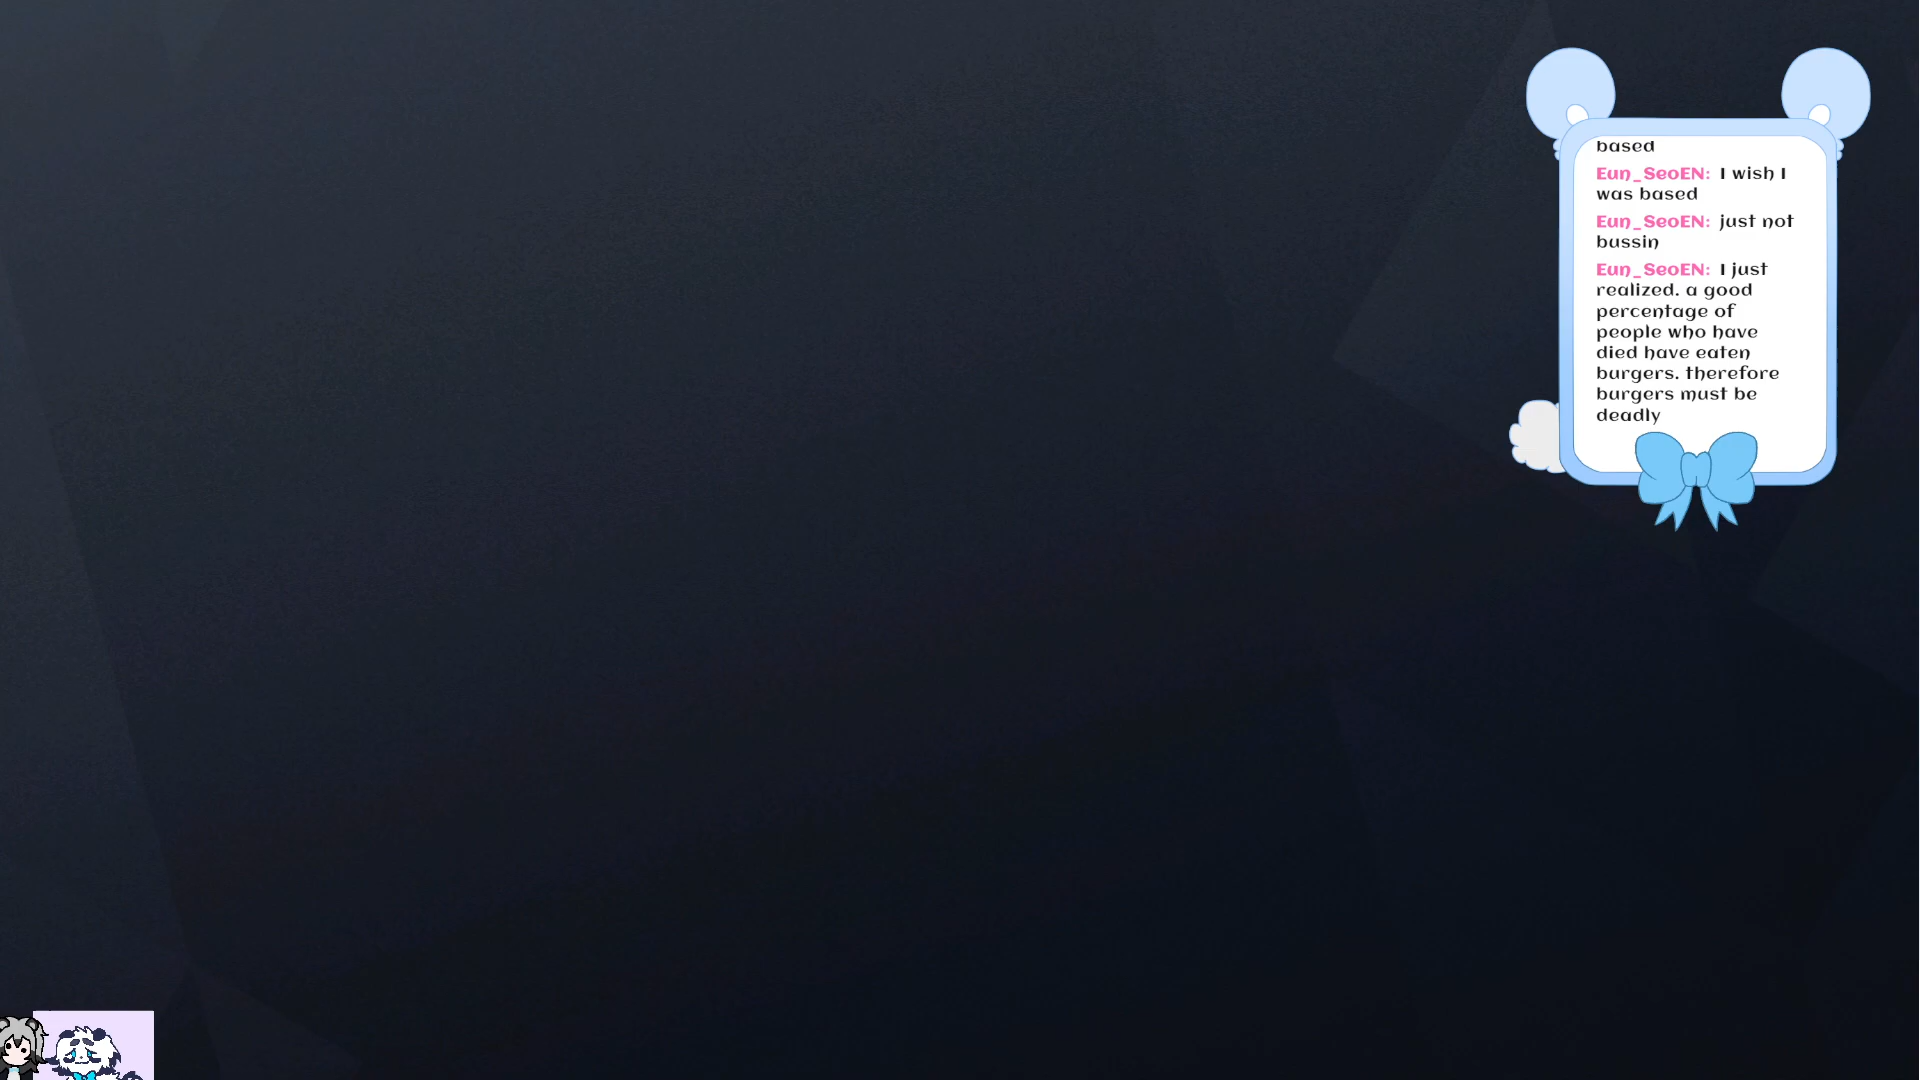 based
Eun_SeoEN: I wish I
was based
Eun_SeoEN: just not
bussin
Eun_SeoEN: I just
realized. a good
percentage of
people who have
died have eaten
burgers. therefore
burgers must be
deadly